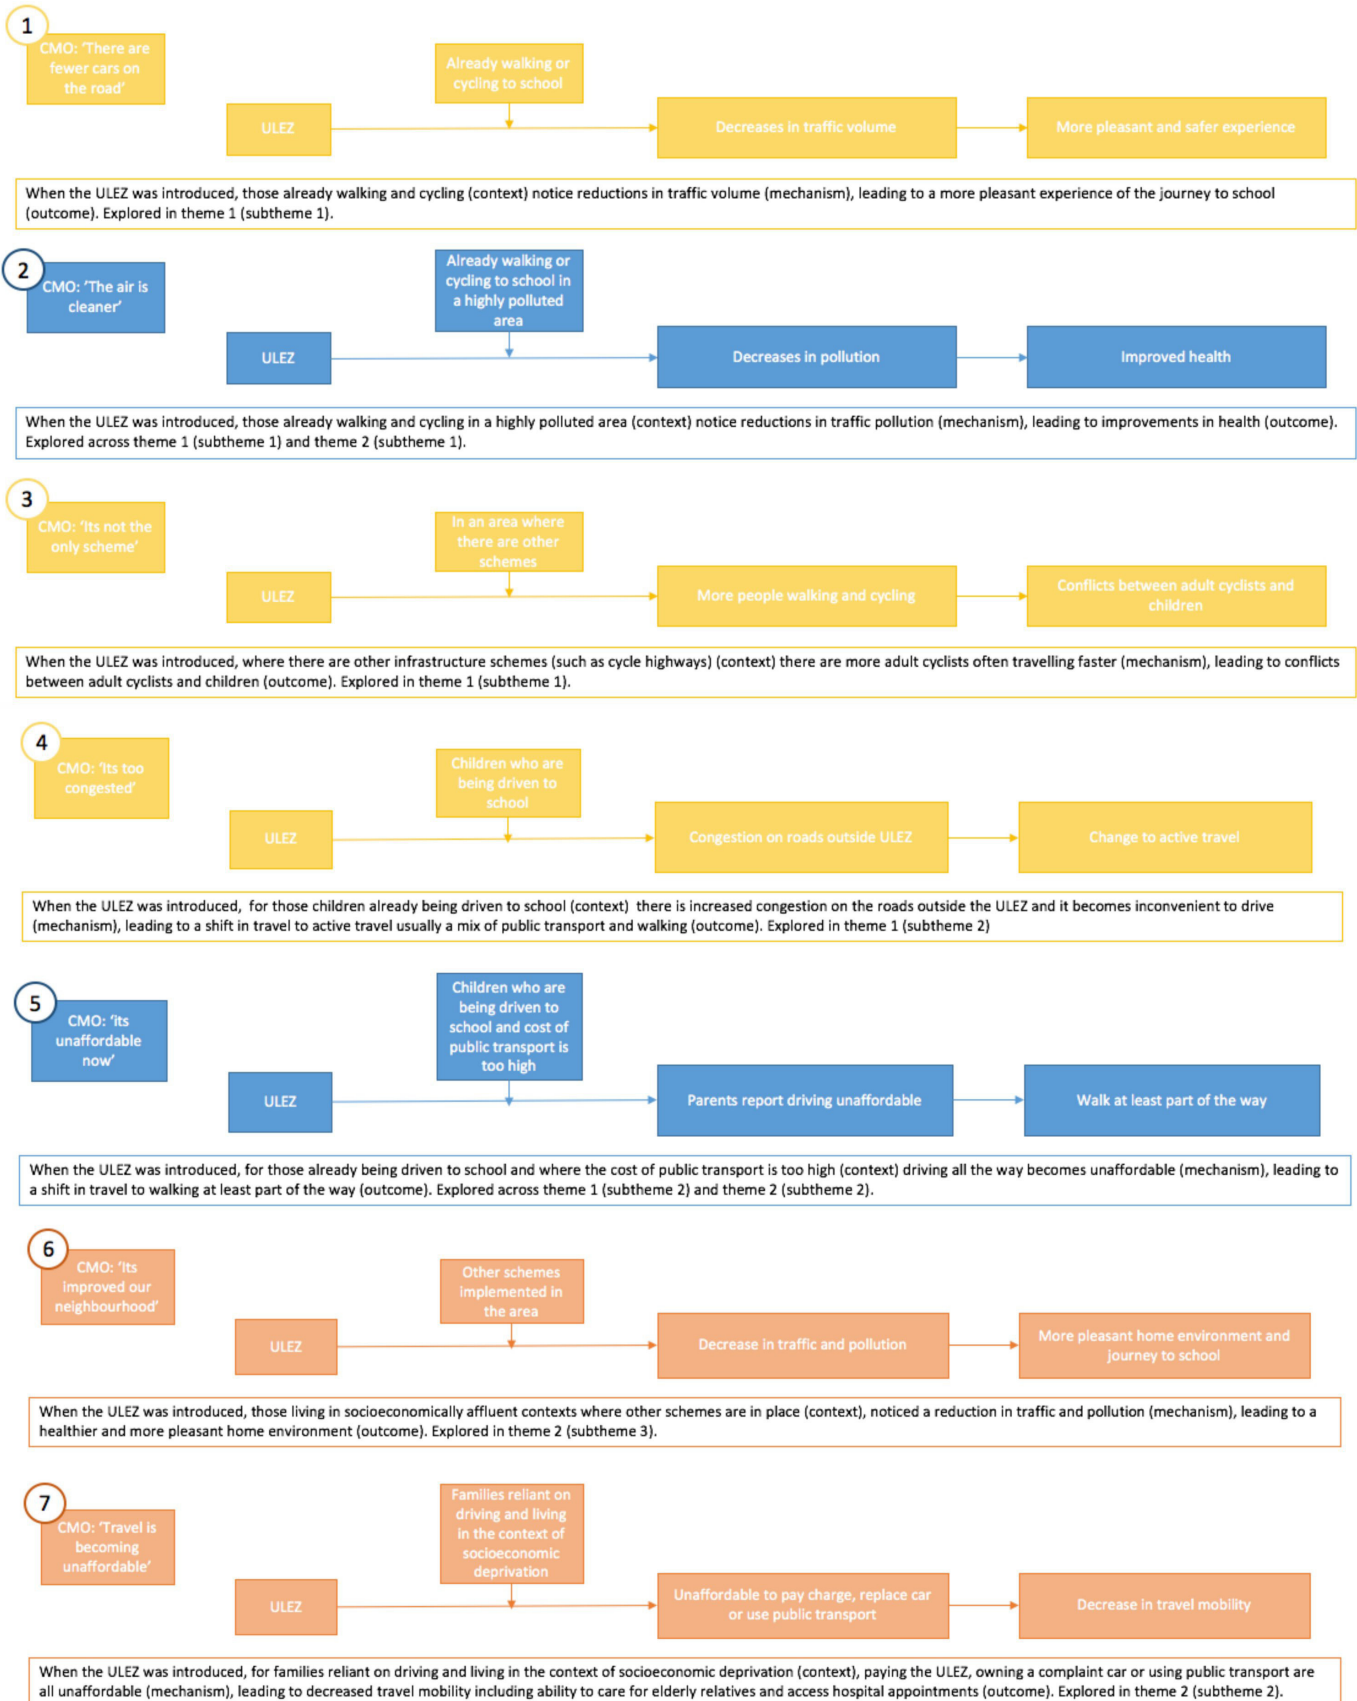 1
CMO: 'There are
fewer cars on
the road'
Already walking or
cycling to school
ULEZ
Decreases in traffic volume
More pleasant and safer experience
When the ULEZ was introduced, those already walking and cycling (context) notice reductions in traffic volume (mechanism), leading to a more pleasant experience of the journey to school
(outcome). Explored in theme 1 (subtheme 1).
2
CMO: 'The air is
cleaner'
Already walking or
cycling to school in
a highly polluted
area
ULEZ
Decreases in pollution
Improved health
When the ULEZ was introduced, those already walking and cycling in a highly polluted area (context) notice reductions in traffic pollution (mechanism), leading to improvements in health (outcome).
Explored across theme 1 (subtheme 1) and theme 2 (subtheme 1).
3
CMO: 'Its not the
only scheme'
In an area where
there are other
schemes
ULEZ
More people walking and cycling
Conflicts between adult cyclists and
children
When the ULEZ was introduced, where there are other infrastructure schemes (such as cycle highways) (context) there are more adult cyclists often travelling faster (mechanism), leading to conflicts
between adult cyclists and children (outcome). Explored in theme 1 (subtheme 1).
4
CMO: 'Its too
congested'
Children who are
being driven to
school
ULEZ
Congestion on roads outside ULEZ
Change to active travel
When the ULEZ was introduced, for those children already being driven to school (context) there is increased congestion on the roads outside the ULEZ and it becomes inconvenient to drive
(mechanism), leading to a shift in travel to active travel usually a mix of public transport and walking (outcome). Explored in theme 1 (subtheme 2)
5
CMO: 'its
unaffordable
now'
Children who are
being driven to
school and cost of
public transport is
too high
ULEZ
Parents report driving unaffordable
Walk at least part of the way
When the ULEZ was introduced, for those already being driven to school and where the cost of public transport is too high (context) driving all the way becomes unaffordable (mechanism), leading to
a shift in travel to walking at least part of the way (outcome). Explored across theme 1 (subtheme 2) and theme 2 (subtheme 2).
6
CMO: 'Its
improved our
neighbourhood'
Other schemes
implemented in
the area
ULEZ
Decrease in traffic and pollution
More pleasant home environment and
journey to school
When the ULEZ was introduced, those living in socioeconomically affluent contexts where other schemes are in place (context), noticed a reduction in traffic and pollution (mechanism), leading to a
healthier and more pleasant home environment (outcome). Explored in theme 2 (subtheme 3).
7
CMO: 'Travel is
becoming
unaffordable'
Families reliant on
driving and living
in the context of
socioeconomic
deprivation
ULEZ
Unaffordable to pay charge, replace car
or use public transport
Decrease in travel mobility
When the ULEZ was introduced, for families reliant on driving and living in the context of socioeconomic deprivation (context), paying the ULEZ, owning a complaint car or using public transport are
all unaffordable (mechanism), leading to decreased travel mobility including ability to care for elderly relatives and access hospital appointments (outcome). Explored in theme 2 (subtheme 2).